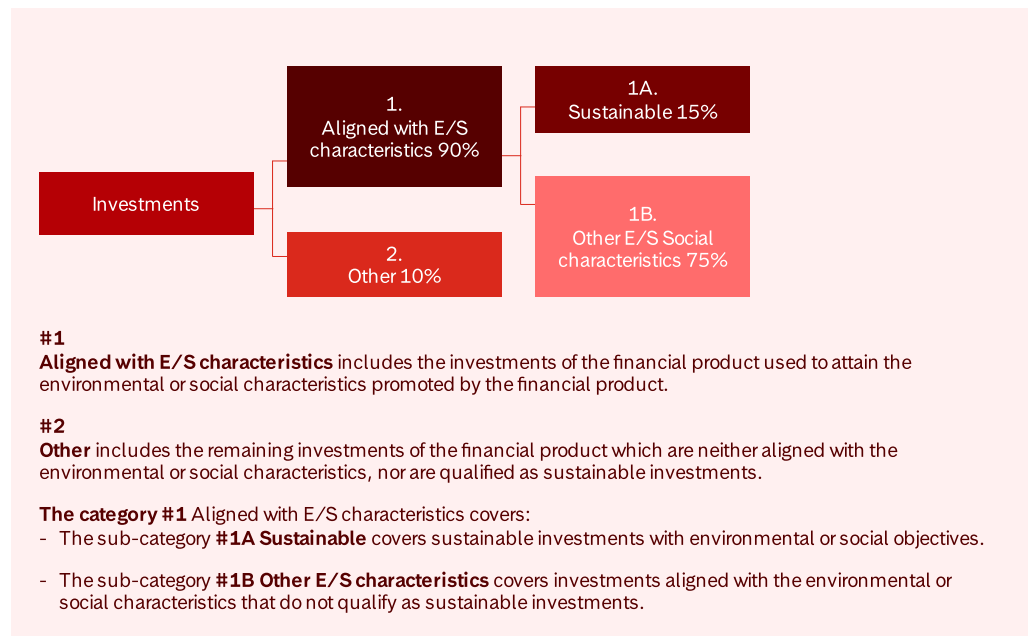 1.
Aligned with E/S
characteristics 90%
1A.
Sustainable 15%
Investments
1B.
Other E/S Social
characteristics 75%
2.
Other 10%
#1
Aligned with E/S characteristics includes the investments of the financial product used to attain the
environmental or social characteristics promoted by the financial product.
#2
Other includes the remaining investments of the financial product which are neither aligned with the
environmental or social characteristics, nor are qualified as sustainable investments.
The category #1 Aligned with E/S characteristics covers:
- The sub-category #1A Sustainable covers sustainable investments with environmental or social objectives.
- The sub-category #1B Other E/S characteristics covers investments aligned with the environmental or
social characteristics that do not qualify as sustainable investments.